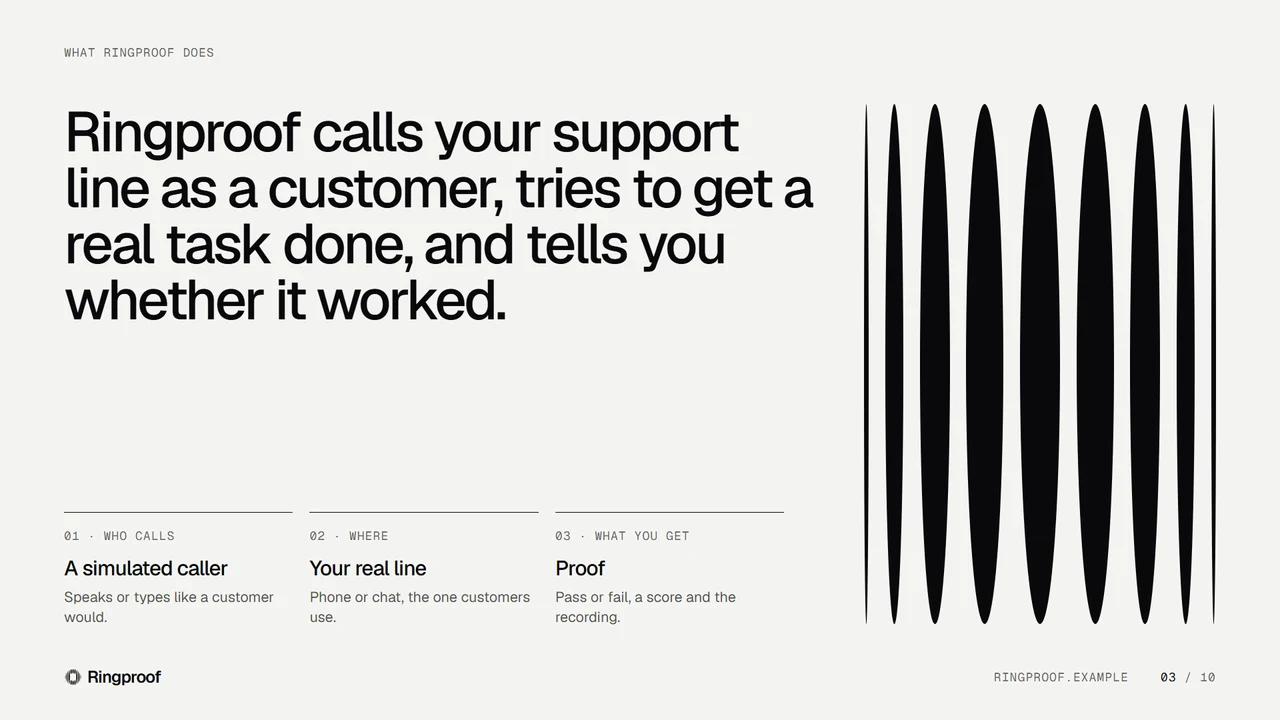 WHAT RINGPROOF DOES
Ringproof calls your support
line as a customer, tries to get a
real task done, and tells you
whether it worked.
01 · WHO CALLS
A simulated caller
Speaks or types like a customer
would.
02 · WHERE
Your real line
Phone or chat, the one customers
use.
03 · WHAT YOU GET
Proof
Pass or fail, a score and the
recording.
Ringproof
RINGPROOF.EXAMPLE
03 / 10